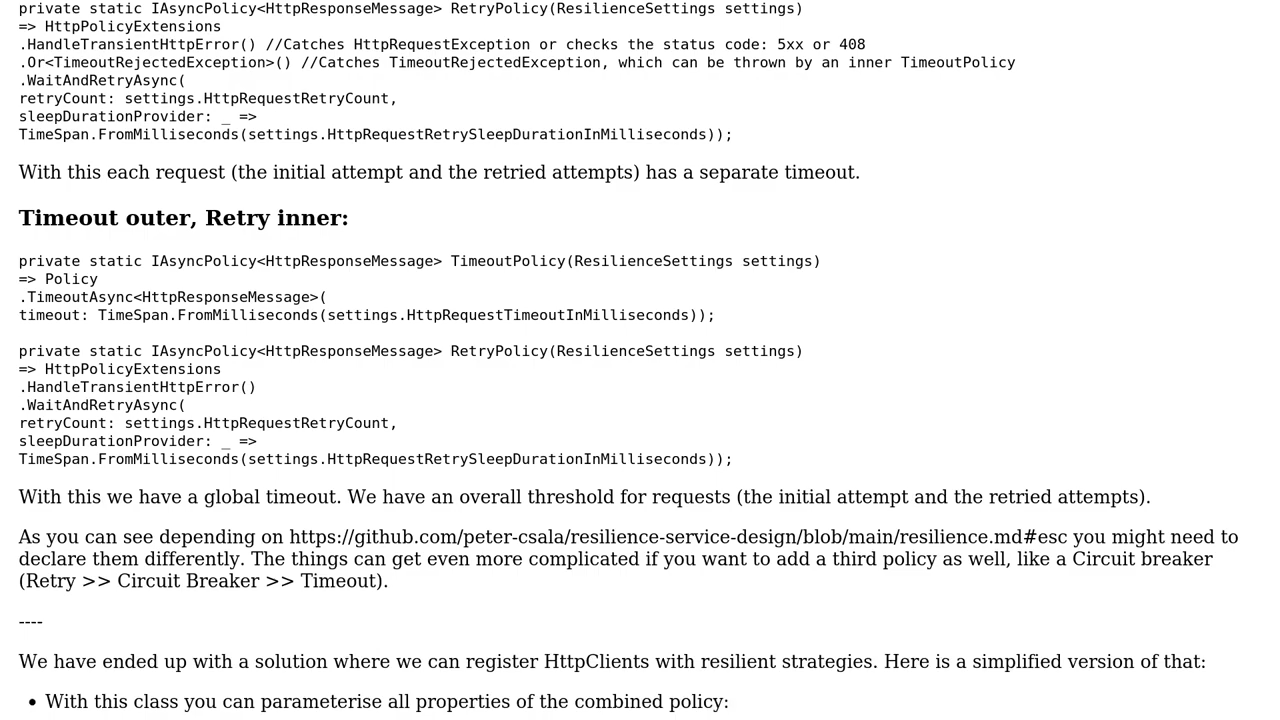 private static IAsyncPolicy<HttpResponseMessage> RetryPolicy(ResilienceSettings settings)
=> HttpPolicyExtensions
.HandleTransientHttpError() //Catches HttpRequestException or checks the status code: 5xx or 408
.Or<TimeoutRejectedException>() //Catches TimeoutRejectedException, which can be thrown by an inner TimeoutPolicy
.WaitAndRetryAsync(
retryCount: settings.HttpRequestRetryCount,
sleepDurationProvider: _ =>
TimeSpan.FromMilliseconds(settings.HttpRequestRetrySleepDurationInMilliseconds));
With this each request (the initial attempt and the retried attempts) has a separate timeout.
Timeout outer, Retry inner:
private static IAsyncPolicy<HttpResponseMessage> TimeoutPolicy(ResilienceSettings settings)
=> Policy
.TimeoutAsync<HttpResponseMessage>(
timeout: TimeSpan.FromMilliseconds(settings.HttpRequestTimeoutInMilliseconds));
private static IAsyncPolicy<HttpResponseMessage> RetryPolicy(ResilienceSettings settings)
=> HttpPolicyExtensions
.HandleTransientHttpError()
.WaitAndRetryAsync(
retryCount: settings.HttpRequestRetryCount,
sleepDurationProvider: _ =>
TimeSpan.FromMilliseconds(settings.HttpRequestRetrySleepDurationInMilliseconds));
With this we have a global timeout. We have an overall threshold for requests (the initial attempt and the retried attempts).
As you can see depending on https://github.com/peter-csala/resilience-service-design/blob/main/resilience.md#esc you might need to
declare them differently. The things can get even more complicated if you want to add a third policy as well, like a Circuit breaker
(Retry >> Circuit Breaker >> Timeout).
----
We have ended up with a solution where we can register HttpClients with resilient strategies. Here is a simplified version of that:
• With this class you can parameterise all properties of the combined policy: